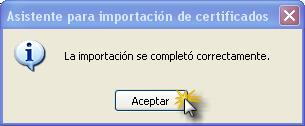 Asistente para importación de certificados
La importación se completó correctamente.
Aceptar